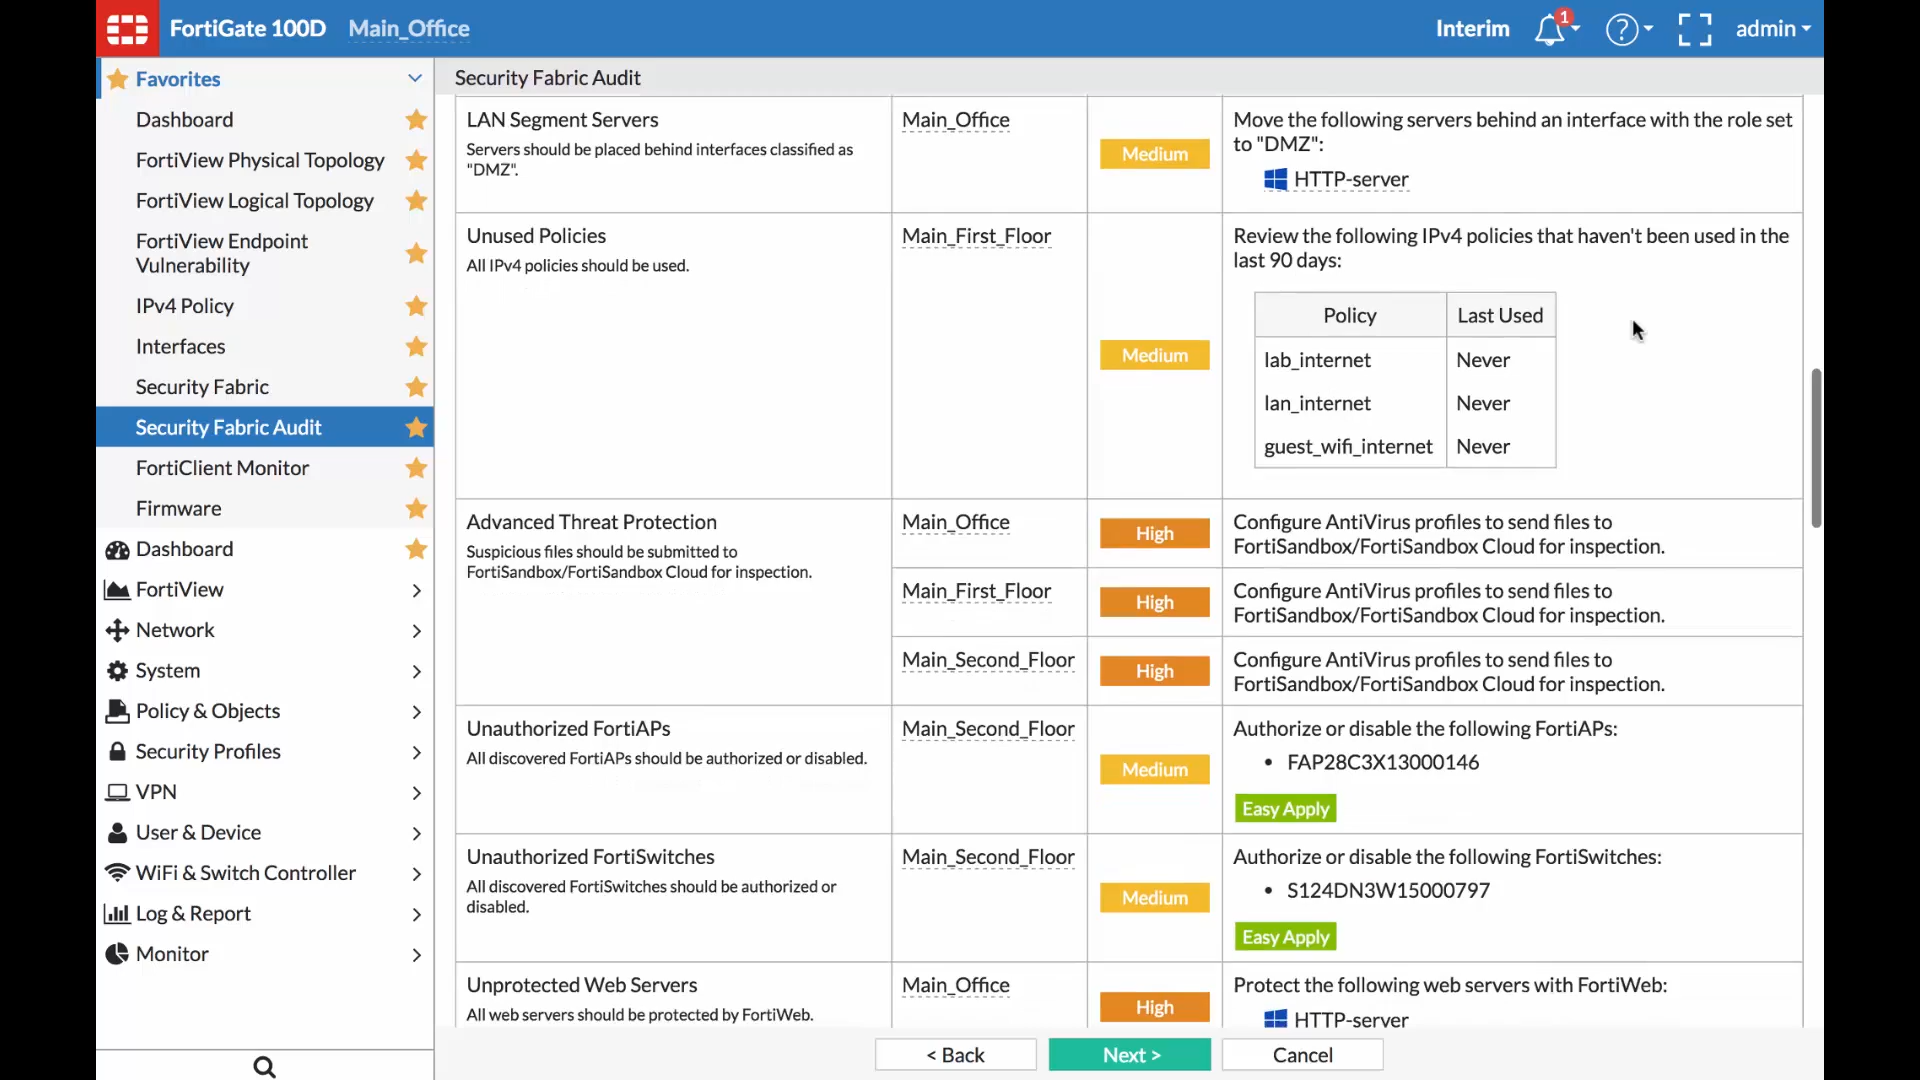 FortiGate 100D Main_Office
Interim 1 ? admin
Favorites
Dashboard
FortiView Physical Topology
FortiView Logical Topology
FortiView Endpoint
Vulnerability
IPv4 Policy
Interfaces
Security Fabric
Security Fabric Audit
FortiClient Monitor
Firmware
Dashboard
FortiView
Network
System
Policy & Objects
Security Profiles
VPN
User & Device
WiFi & Switch Controller
Log & Report
Monitor
Security Fabric Audit
LAN Segment Servers
Servers should be placed behind interfaces classified as
"DMZ".
Main_Office
Medium
Move the following servers behind an interface with the role set
to "DMZ":
HTTP-server
Unused Policies
All IPv4 policies should be used.
Main_First_Floor
Medium
Review the following IPv4 policies that haven't been used in the
last 90 days:
Policy Last Used
lab_internet Never
lan_internet Never
guest_wifi_internet Never
Advanced Threat Protection
Suspicious files should be submitted to
FortiSandbox/FortiSandbox Cloud for inspection.
Main_Office
High
Configure AntiVirus profiles to send files to
FortiSandbox/FortiSandbox Cloud for inspection.
Main_First_Floor
High
Configure AntiVirus profiles to send files to
FortiSandbox/FortiSandbox Cloud for inspection.
Main_Second_Floor
High
Configure AntiVirus profiles to send files to
FortiSandbox/FortiSandbox Cloud for inspection.
Unauthorized FortiAPs
All discovered FortiAPs should be authorized or disabled.
Main_Second_Floor
Medium
Authorize or disable the following FortiAPs:
• FAP28C3X13000146
Easy Apply
Unauthorized FortiSwitches
All discovered FortiSwitches should be authorized or
disabled.
Main_Second_Floor
Medium
Authorize or disable the following FortiSwitches:
• S124DN3W15000797
Easy Apply
Unprotected Web Servers
All web servers should be protected by FortiWeb.
Main_Office
High
Protect the following web servers with FortiWeb:
HTTP-server
< Back
Next >
Cancel